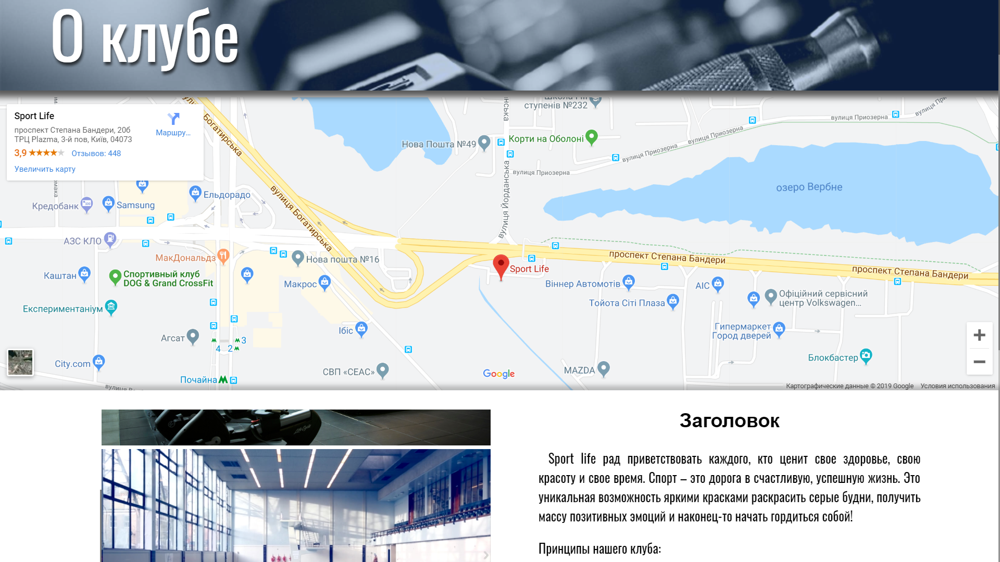 О клубе
Sport Life
проспект Степана Бандери, 20б
ТРЦ Plazma, 3-й пов, Київ, 04073
Маршру...
3,9
Отзывов: 448
Увеличить карту
ступенів №232
Нова Пошта №49
Корти на Оболоні
вулиця Приозерна
вулиця Приозерна
вулиця Приозерна
вулиця Приозерна
Богатирська
вулиця Йорданська
озеро Вербне
Ельдорадо
Samsung
Кредобанк
вулиця Богатирська
АЗС КЛО
МакДональдз
Нова пошта №16
проспект Степана Бандери
проспект Степана Бандери
Sport Life
Каштан
Спортивный клуб
DOG & Grand CrossFit
Макрос
Віннер Автомотів
АІС
Офіційний сервісний
центр Volkswagen...
Тойота Сіті Плаза
Експериментаніум
Ібіс
Гипермаркет
Город дверей
Агсат
4
2
3
City.com
Блокбастер
СВП «СЕАС»
MAZDA
Почайна
Google
Картографические данные © 2019 Google
Условия использования
Заголовок
Sport life рад приветствовать каждого, кто ценит свое здоровье, свою
красоту и свое время. Спорт – это дорога в счастливую, успешную жизнь. Это
уникальная возможность яркими красками раскрасить серые будни, получить
массу позитивных эмоций и наконец-то начать гордиться собой!
Принципы нашего клуба: